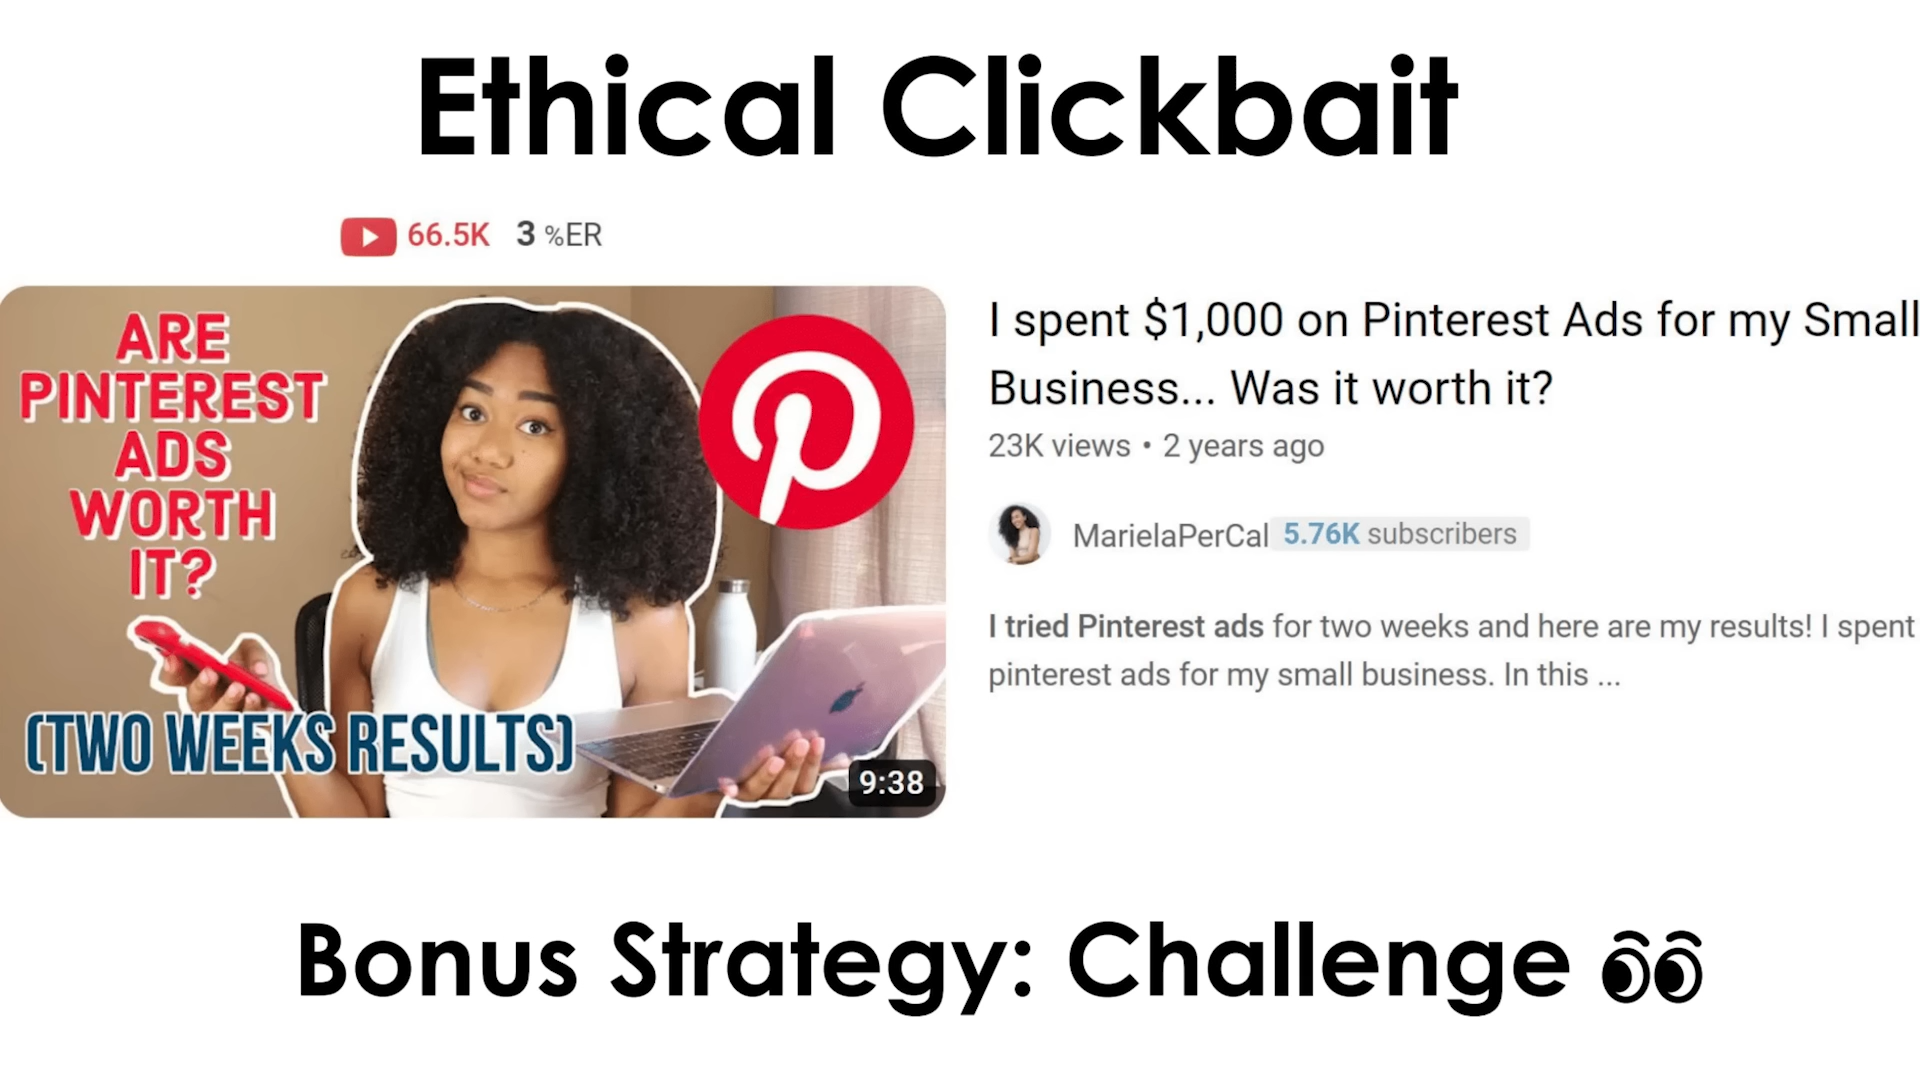 Ethical Clickbait
66.5K 3 %ER
ARE
PINTEREST
ADS
WORTH
IT?
(TWO WEEKS RESULTS)
9:38
I spent $1,000 on Pinterest Ads for my Small
Business... Was it worth it?
23K views • 2 years ago
MarielaPerCal 5.76K subscribers
I tried Pinterest ads for two weeks and here are my results! I spent
pinterest ads for my small business. In this ...
Bonus Strategy: Challenge 👀